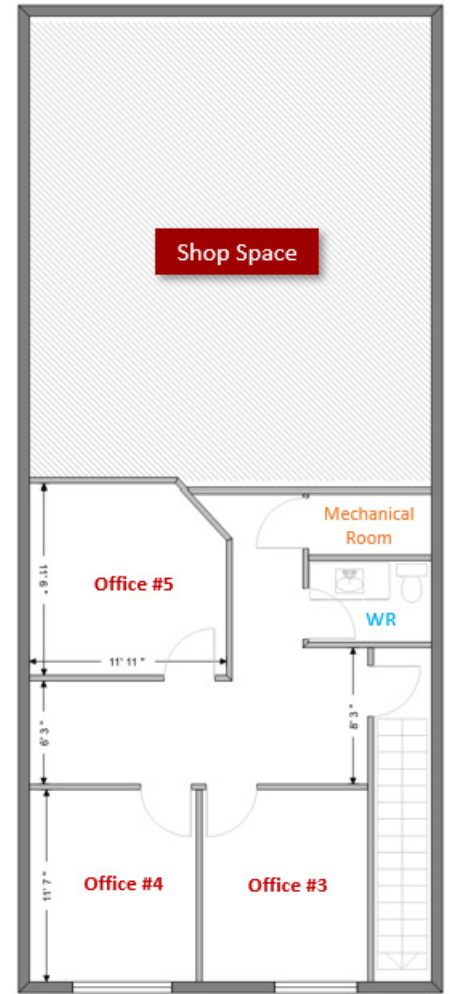 Shop Space
Mechanical
Room
11' 6 "
Office #5
WR
11' 11 "
6' 3 "
8' 3 "
Office #4
Office #3
11' 7 "